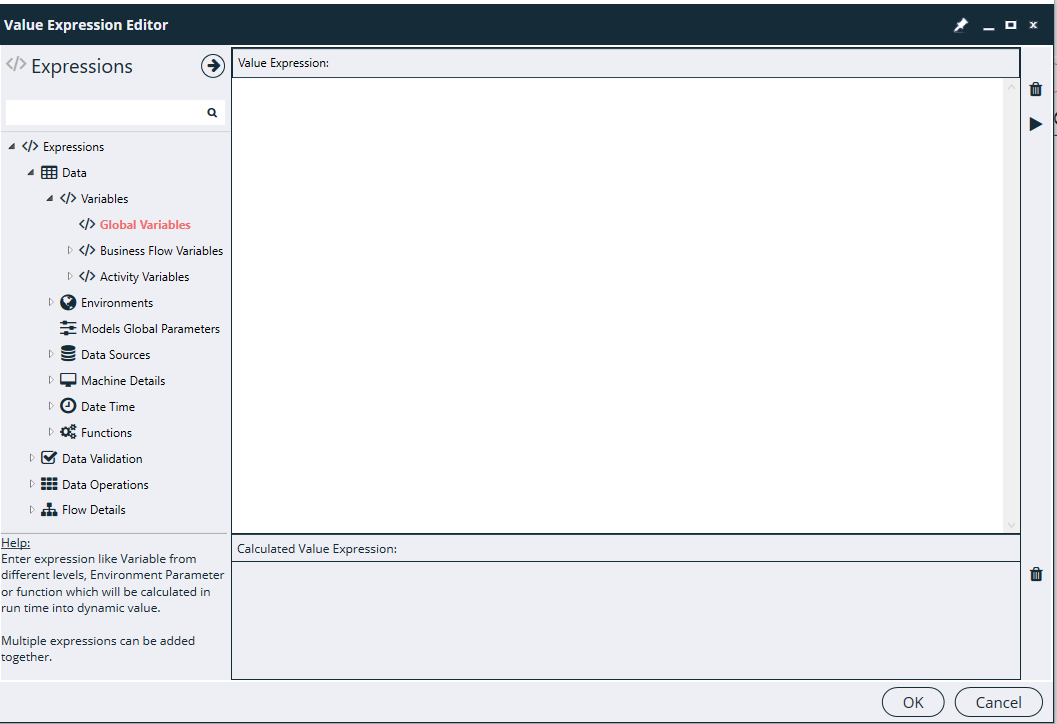 Value Expression Editor
Expressions
Value Expression:
Expressions
Data
Variables
Global Variables
Business Flow Variables
Activity Variables
Environments
Models Global Parameters
Data Sources
Machine Details
Date Time
Functions
Data Validation
Data Operations
Flow Details
Help:
Enter expression like Variable from
different levels, Environment Parameter
or function which will be calculated in
run time into dynamic value.
Multiple expressions can be added
together.
Calculated Value Expression:
OK
Cancel